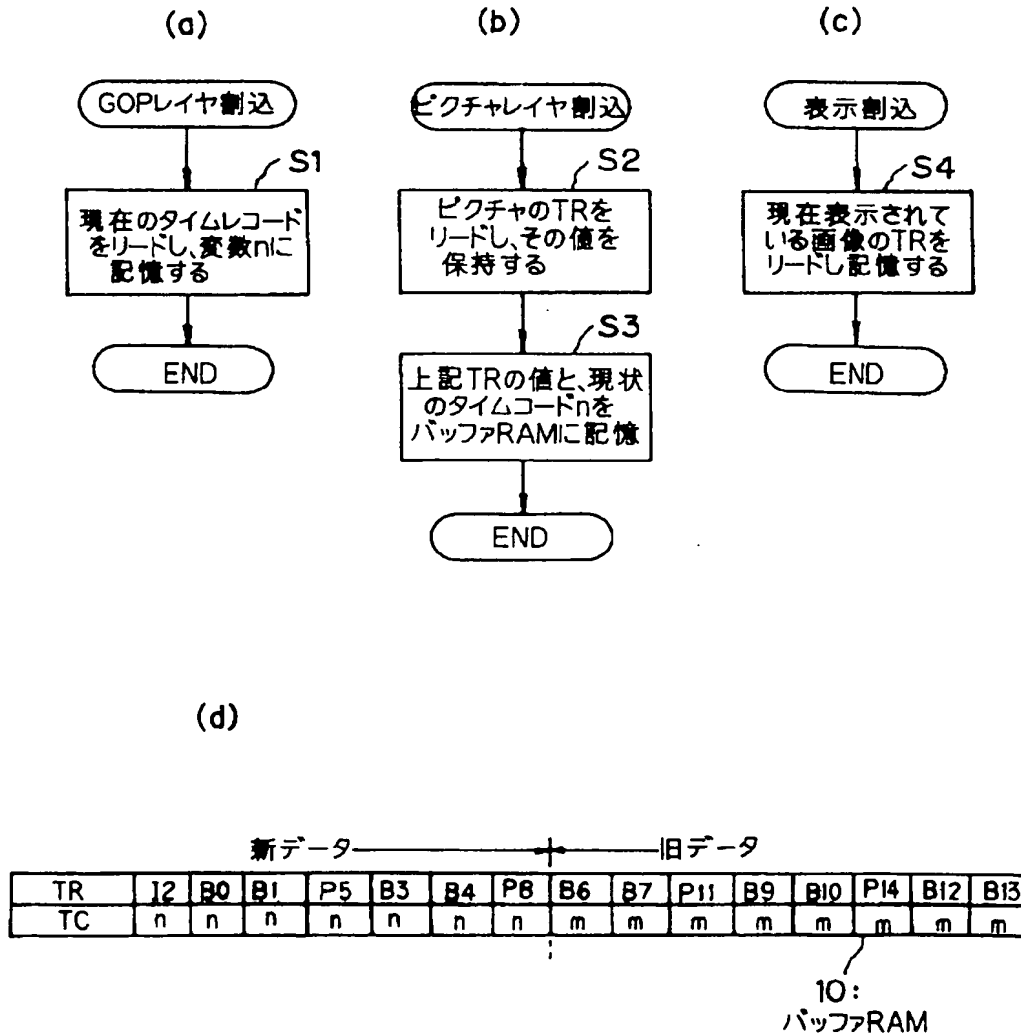 (a)
GOPレイヤ割込
S1
現在のタイムレコード
をリードし、変数nに
記憶する
END
(b)
ピクチャレイヤ割込
S2
ピクチャのTRを
リードし、その値を
保持する
S3
上記TRの値と、現状
のタイムコードnを
バッファRAMに記憶
END
(c)
表示割込
S4
現在表示されて
いる画像のTRを
リードし記憶する
END
(d)
新データ 旧データ
TR I2 B0 B1 P5 B3 B4 P8 B6 B7 P11 B9 B10 P14 B12 B13
TC n n n n n n n m m m m m m m m
10:
バッファRAM